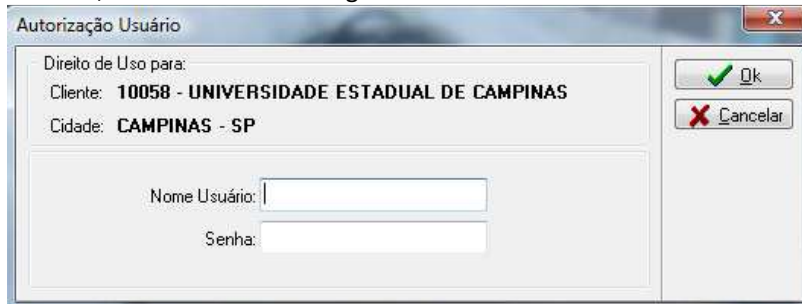 Autorização Usuário
Direito de Uso para:
Cliente: 10058 - UNIVERSIDADE ESTADUAL DE CAMPINAS
Cidade: CAMPINAS - SP
Ok
Cancelar
Nome Usuário:
Senha: